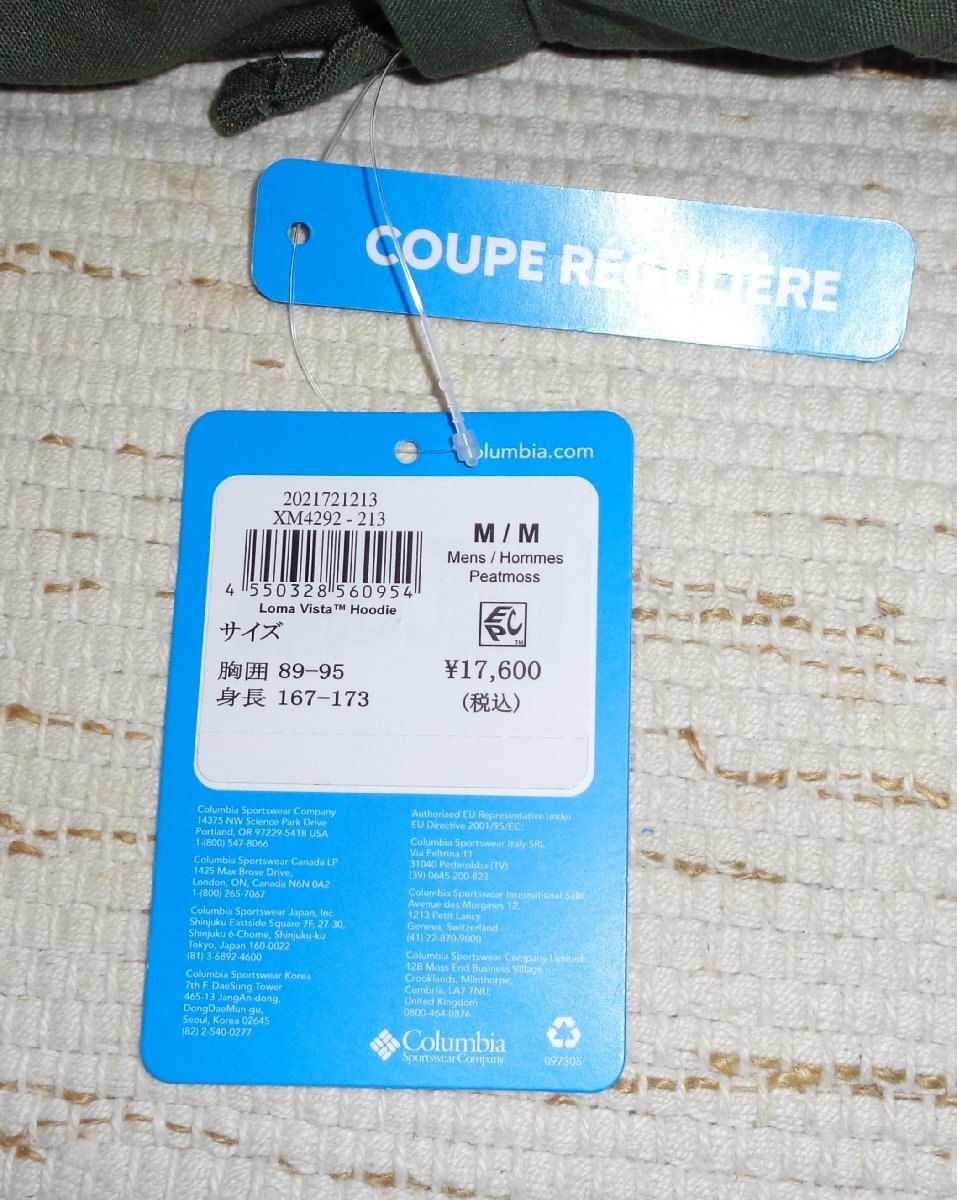 COUPE RÉGULIÈRE
columbia.com
2021721213
XM4292 - 213
4 550328 560954
Loma Vista™ Hoodie
サイズ
胸囲 89-95
身長 167-173
M / M
Mens / Hommes
Peatmoss
EPC TM
¥17,600
(税込)
Columbia Sportswear Company
14375 NW Science Park Drive
Portland, OR 97229-5418 USA
1-(800) 547-8066
Columbia Sportswear Canada LP
1425 Max Brose Drive,
London, ON, Canada N6N 0A2
1-(800) 265-7067
Columbia Sportswear Japan, Inc.
Shinjuku Eastside Square 7F, 27-30,
Shinjuku 6-Chome, Shinjuku-ku
Tokyo, Japan 160-0022
(81) 3-6892-4600
Columbia Sportswear Korea
7th F. DaeSung Tower
465-13 JangAn-dong,
DongDaeMun-gu,
Seoul, Korea 02645
(82) 2-540-0277
Authorized EU Representative under
EU Directive 2001/95/EC:
Columbia Sportswear Italy SRL
Via Feltrina 11
31040 Pederobba (TV)
(39) 0645-200-823
Columbia Sportswear International Sàrl
Avenue des Morgines 12,
1213 Petit Lancy
Geneva, Switzerland
(41) 22-870-9000
Columbia Sportswear Company Limited
12B Moss End Business Village
Crooklands, Milnthorpe,
Cumbria, LA7 7NU,
United Kingdom
0800-464-0876
Columbia
Sportswear Company
097305